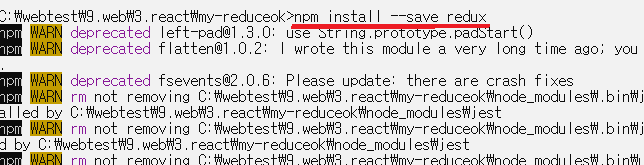 C:₩webtest₩9.web₩3.react₩my-reduceok>npm install --save redux
npm WARN deprecated left-pad@1.3.0: use String.prototype.padStart()
npm WARN deprecated flatten@1.0.2: I wrote this module a very long time ago; you
.
npm WARN deprecated fsevents@2.0.6: Please update: there are crash fixes
npm WARN rm not removing C:₩webtest₩9.web₩3.react₩my-reduceok₩node_modules₩.bin₩j
alled by C:₩webtest₩9.web₩3.react₩my-reduceok₩node_modules₩jest
npm WARN rm not removing C:₩webtest₩9.web₩3.react₩my-reduceok₩node_modules₩.bin₩j
d by C:₩webtest₩9.web₩3.react₩my-reduceok₩node_modules₩jest
npm WARN rm not removing C:₩webtest₩9.web₩3.react₩my-reduceok₩node_modules₩.bin₩j